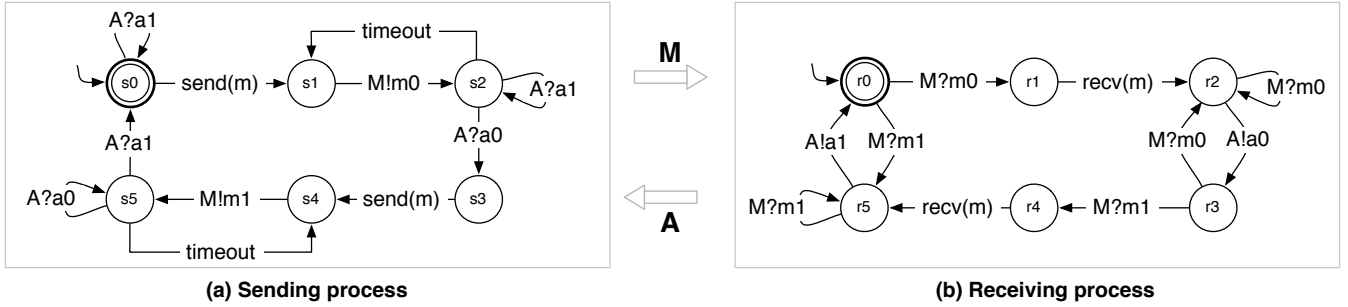 A?a1
timeout
s0
send(m)
s1
M!m0
s2
A?a1
A?a1
A?a0
A?a0
s5
M!m1
s4
send(m)
s3
timeout
(a) Sending process
M
A
r0
M?m0
r1
recv(m)
r2
M?m0
A!a1
M?m1
M?m0
A!a0
M?m1
r5
recv(m)
r4
M?m1
r3
(b) Receiving process